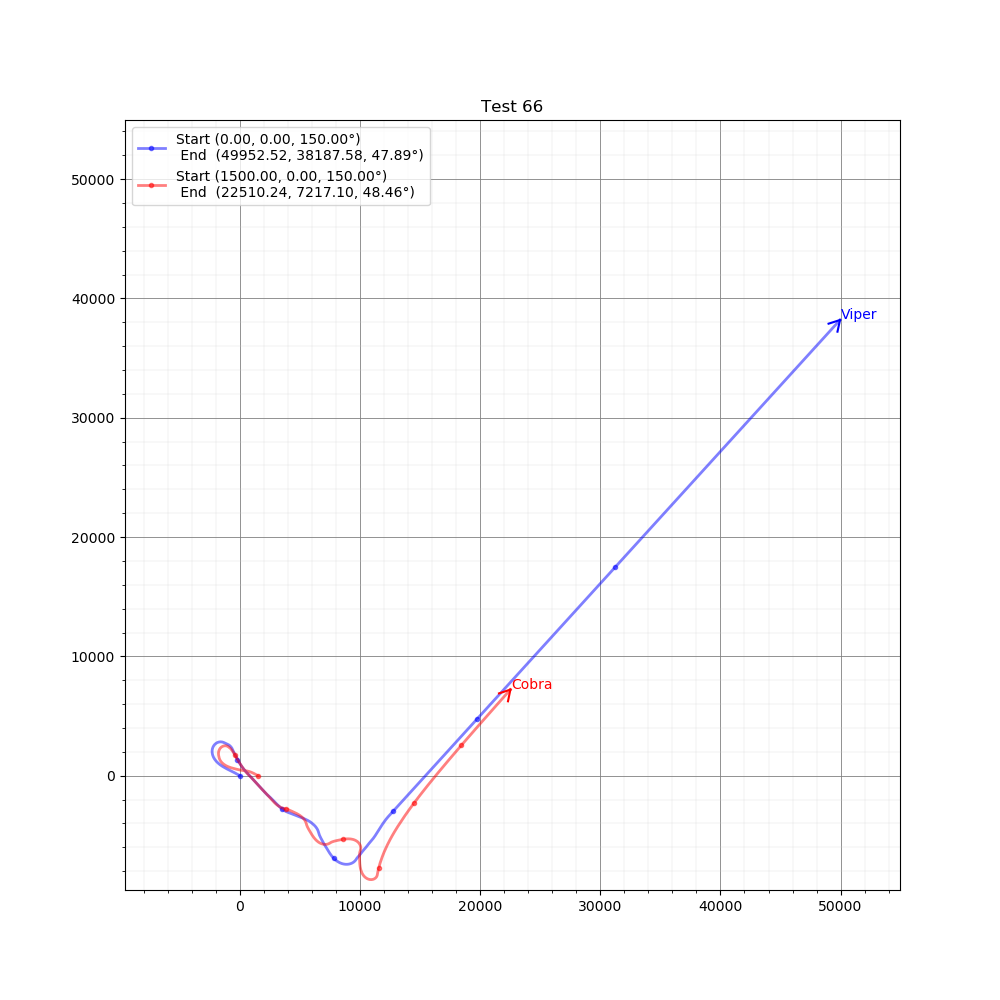 Test 66
Start (0.00, 0.00, 150.00°)
End  (49952.52, 38187.58, 47.89°)
Start (1500.00, 0.00, 150.00°)
End  (22510.24, 7217.10, 48.46°)
50000
40000
30000
20000
10000
0
Viper
Cobra
0
10000
20000
30000
40000
50000